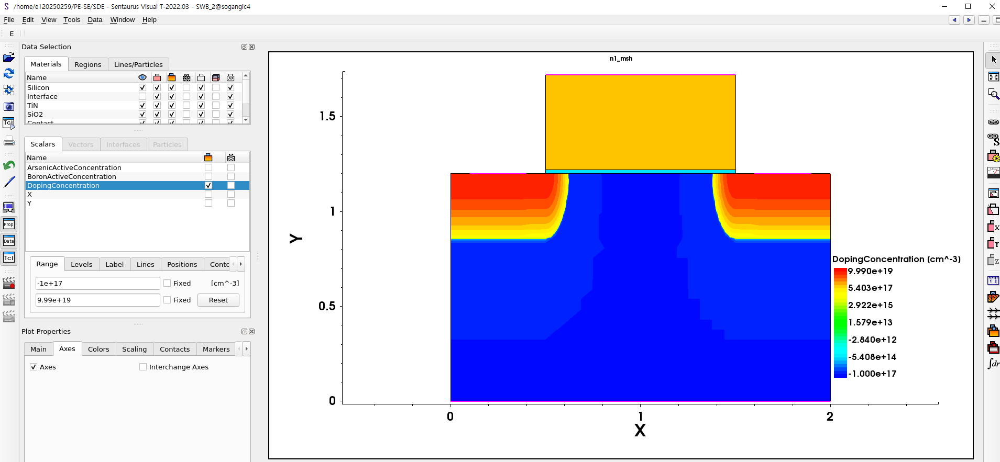 S /home/e120250259/PE-SE/SDE - Sentaurus Visual T-2022.03 - SWB_2@sogangic4
File Edit View Tools Data Window Help
E
Data Selection
Materials Regions Lines/Particles
Name
Silicon
Interface
TiN
SiO2
Contact
Scalars Vectors Interfaces Particles
Name
ArsenicActiveConcentration
BoronActiveConcentration
DopingConcentration
X
Y
Range Levels Label Lines Positions Conto
-1e+17 Fixed [cm^-3]
9.99e+19 Fixed Reset
Plot Properties
Main Axes Colors Scaling Contacts Markers
Axes Interchange Axes
Tcl
Prop
Data
Tcl
n1_msh
1.5
1
0.5
0
Y
0 1 2
X
DopingConcentration (cm^-3)
9.990e+19
5.403e+17
2.922e+15
1.579e+13
-2.840e+12
-5.408e+14
-1.000e+17
S
X
Y
Z
1 2
∫dr